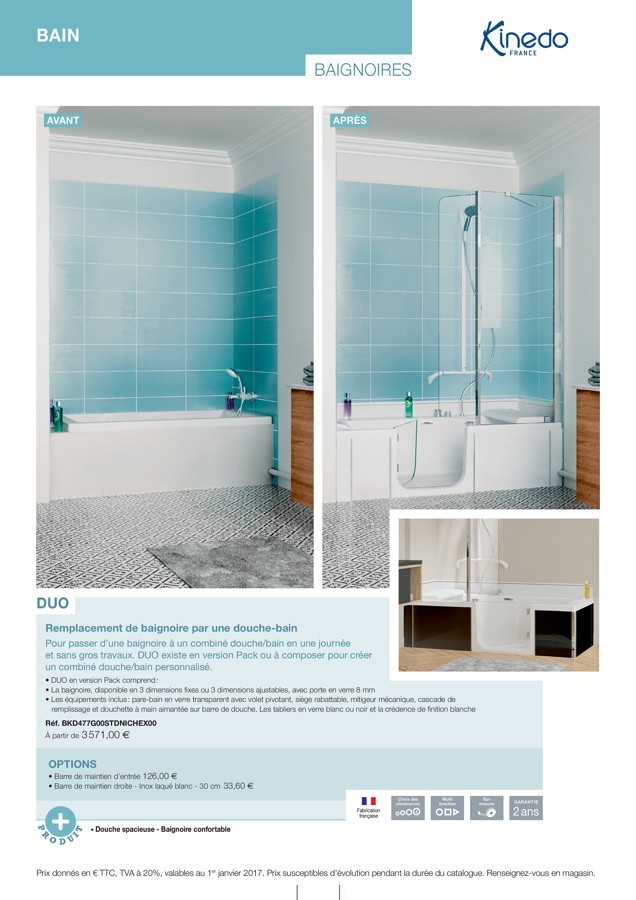 BAIN
Kinedo
FRANCE
BAIGNOIRES
AVANT
APRÈS
DUO
Remplacement de baignoire par une douche-bain
Pour passer d'une baignoire à un combiné douche/bain en une journée
et sans gros travaux. DUO existe en version Pack ou à composer pour créer
un combiné douche/bain personnalisé.
• DUO en version Pack comprend:
• La baignoire, disponible en 3 dimensions fixes ou 3 dimensions ajustables, avec porte en verre 8 mm
• Les équipements inclus: pare-bain en verre transparent avec volet pivotant, siège rabattable, mitigeur mécanique, cascade de
remplissage et douchette à main aimantée sur barre de douche. Les tabliers en verre blanc ou noir et la crédence de finition blanche
Réf. BKD477G00STDNICHEX00
À partir de 3 571,00 €
OPTIONS
• Barre de maintien d'entrée 126,00 €
• Barre de maintien droite - Inox laqué blanc - 30 cm 33,60 €
Fabrication
française
Choix des
dimensions
Multi
fonction
Sur
mesure
GARANTIE
2 ans
+
PRODUIT
• Douche spacieuse - Baignoire confortable
Prix donnés en € TTC, TVA à 20%, valables au 1er janvier 2017. Prix susceptibles d'évolution pendant la durée du catalogue. Renseignez-vous en magasin.